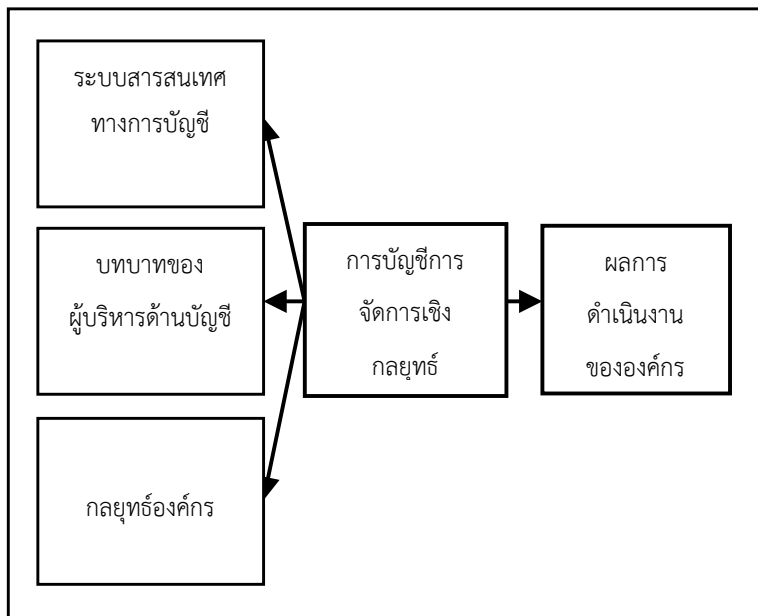 ระบบสารสนเทศ
ทางการบัญชี
บทบาทของ
ผู้บริหารด้านบัญชี
กลยุทธ์องค์กร
การบัญชีการ
จัดการเชิง
กลยุทธ์
ผลการ
ดำเนินงาน
ขององค์กร